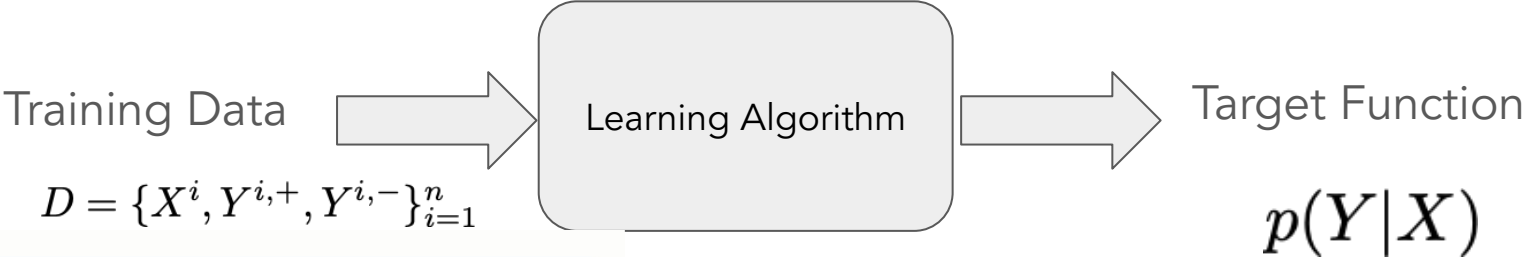 Training Data
D = {X^i, Y^{i,+}, Y^{i,-}}_{i=1}^n
Learning Algorithm
Target Function
p(Y|X)